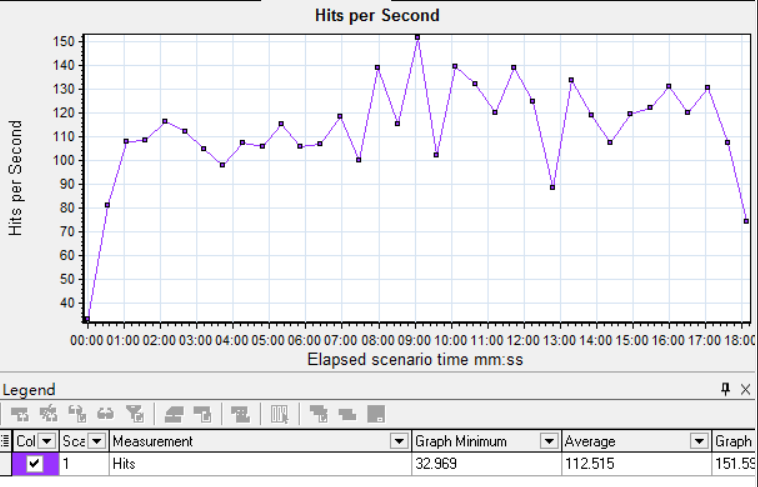 Hits per Second
150
140
130
120
110
100
90
80
70
60
50
40
Hits per Second
00:00 01:00 02:00 03:00 04:00 05:00 06:00 07:00 08:00 09:00 10:00 11:00 12:00 13:00 14:00 15:00 16:00 17:00 18:00
Elapsed scenario time mm:ss
Legend
Col Sca Measurement Graph Minimum Average Graph
1 Hits 32.969 112.515 151.59